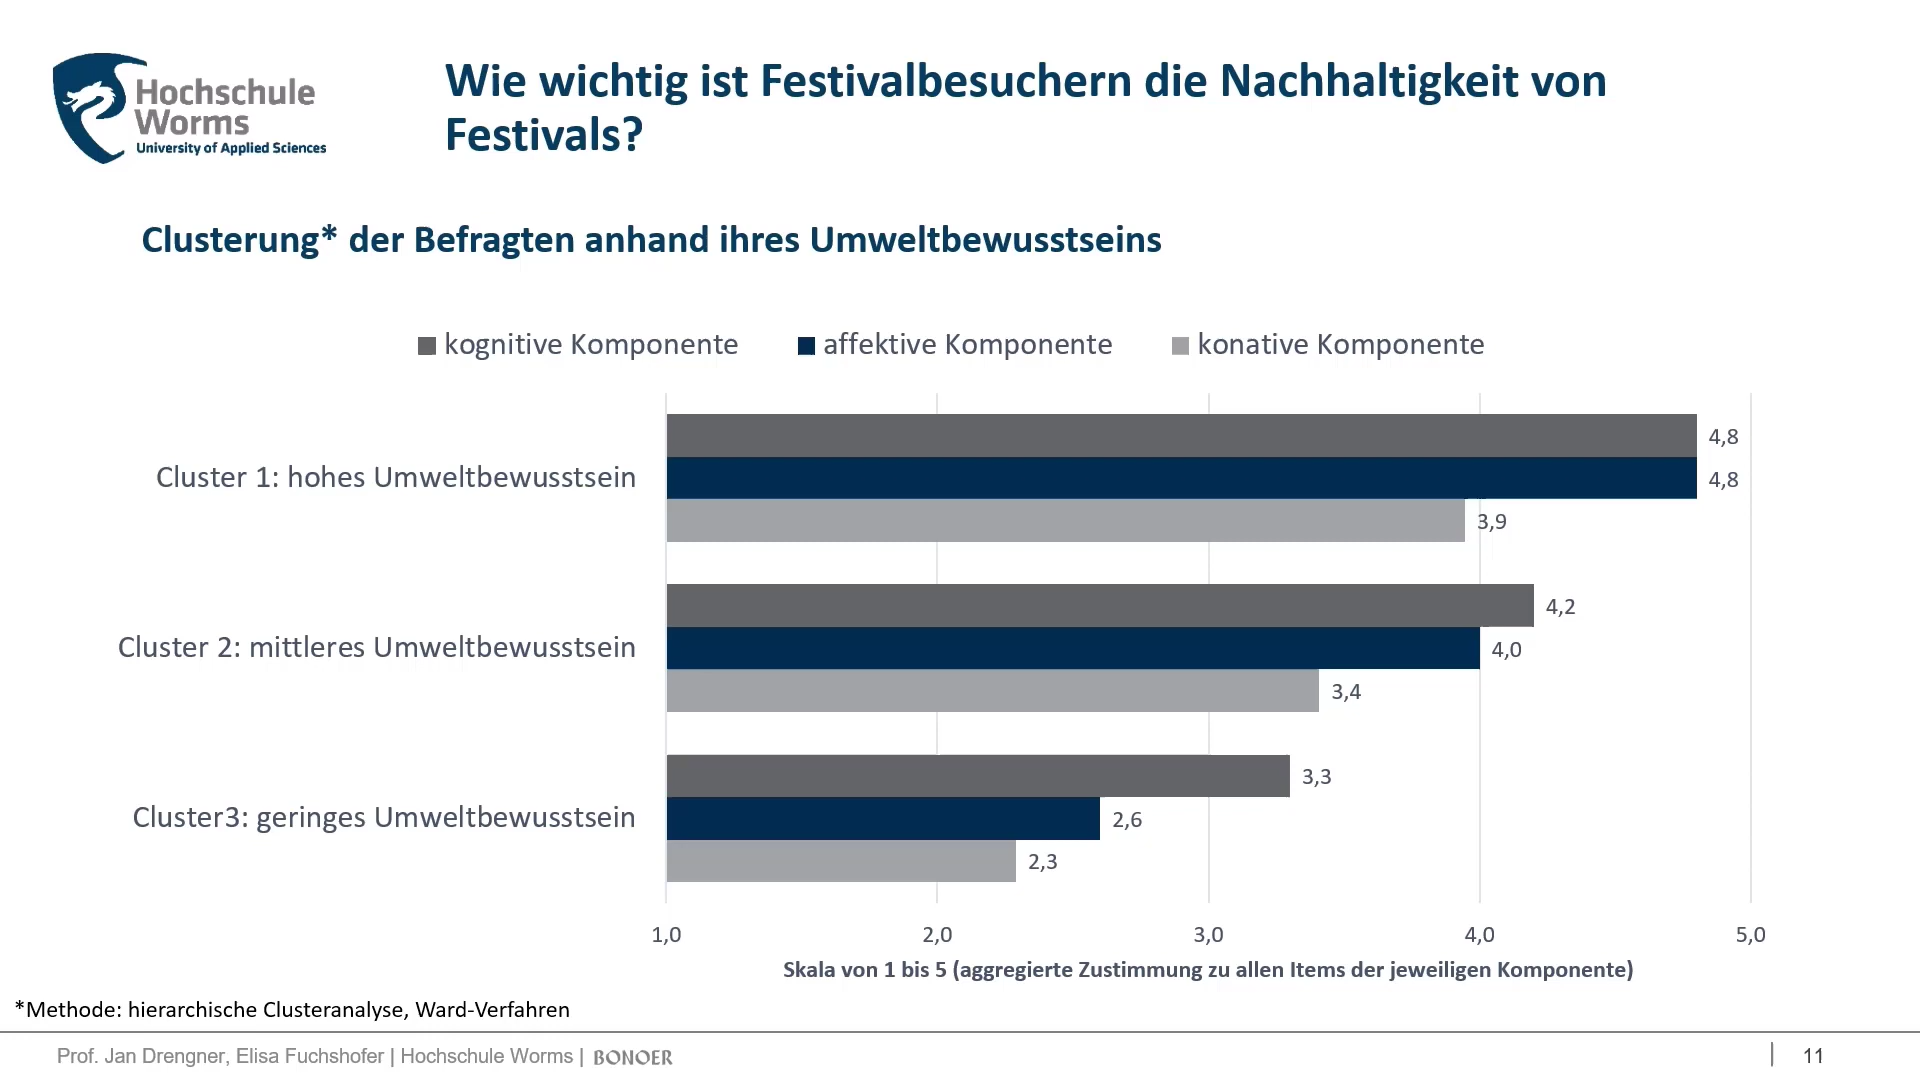 Hochschule
Worms
University of Applied Sciences
Wie wichtig ist Festivalbesuchern die Nachhaltigkeit von
Festivals?
Clusterung* der Befragten anhand ihres Umweltbewusstseins
kognitive Komponente
affektive Komponente
konative Komponente
Cluster 1: hohes Umweltbewusstsein
4,8
4,8
3,9
Cluster 2: mittleres Umweltbewusstsein
4,2
4,0
3,4
Cluster3: geringes Umweltbewusstsein
3,3
2,6
2,3
1,0 2,0 3,0 4,0 5,0
Skala von 1 bis 5 (aggregierte Zustimmung zu allen Items der jeweiligen Komponente)
*Methode: hierarchische Clusteranalyse, Ward-Verfahren
Prof. Jan Drengner, Elisa Fuchshofer | Hochschule Worms | BONOER
11